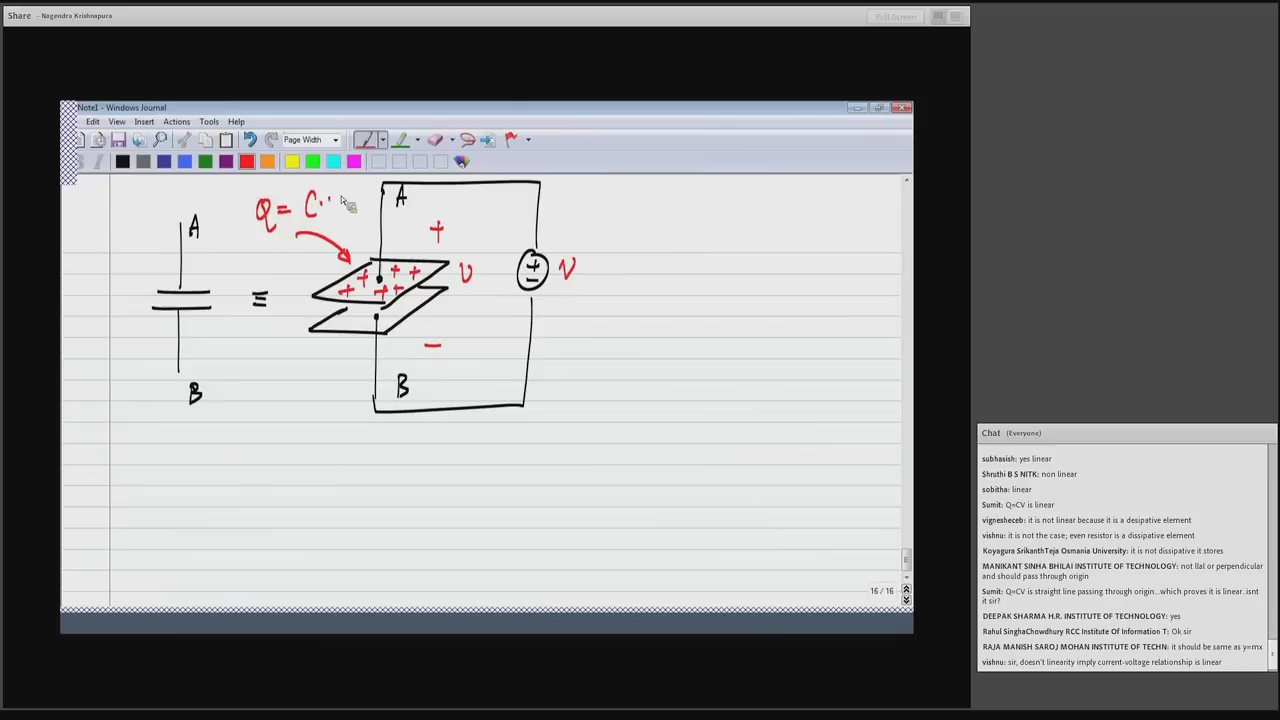 Share - Nagendra Krishnapura
Full Screen
Note1 - Windows Journal
Edit View Insert Actions Tools Help
Page Width
Q = C
A
A
+
+ + + + + +
V
+
-
V
-
B
B
16 / 16
Chat (Everyone)
subhasish: yes linear
Shruthi B S NITK: non linear
sobitha: linear
Sumit: Q=CV is linear
vignesheceb: it is not linear because it is a desipative element
vishnu: it is not the case; even resistor is a dissipative element
Koyagura SrikanthTeja Osmania University: it is not dissipative it stores
MANIKANT SINHA BHILAI INSTITUTE OF TECHNOLOGY: not llal or perpendicular
and should pass through origin
Sumit: Q=CV is straight line passing through origin...which proves it is linear..isnt
it sir?
DEEPAK SHARMA H.R. INSTITUTE OF TECHNOLOGY: yes
Rahul SinghaChowdhury RCC Institute Of Information T: Ok sir
RAJA MANISH SAROJ MOHAN INSTITUTE OF TECHN: it should be same as y=mx
vishnu: sir, doesn't linearity imply current-voltage relationship is linear